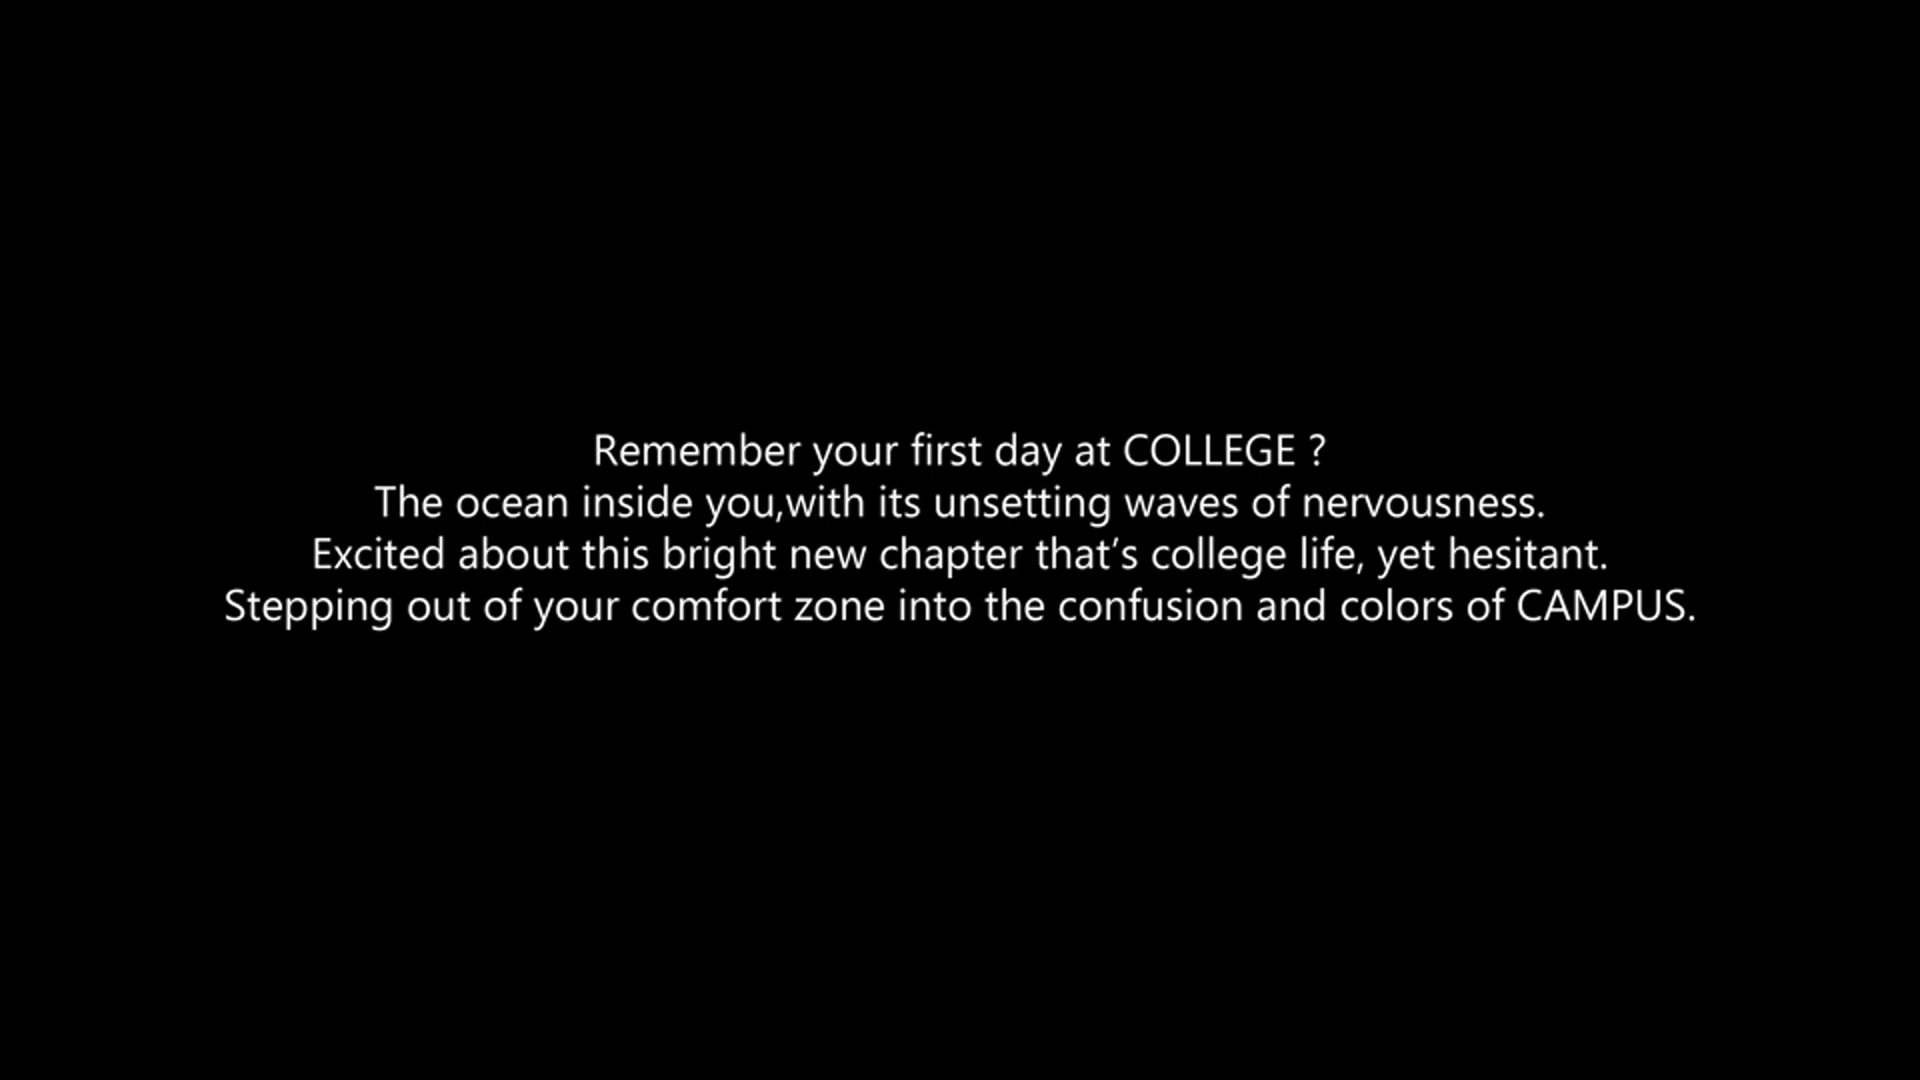 Remember your first day at COLLEGE ?
The ocean inside you,with its unsetting waves of nervousness.
Excited about this bright new chapter that’s college life, yet hesitant.
Stepping out of your comfort zone into the confusion and colors of CAMPUS.